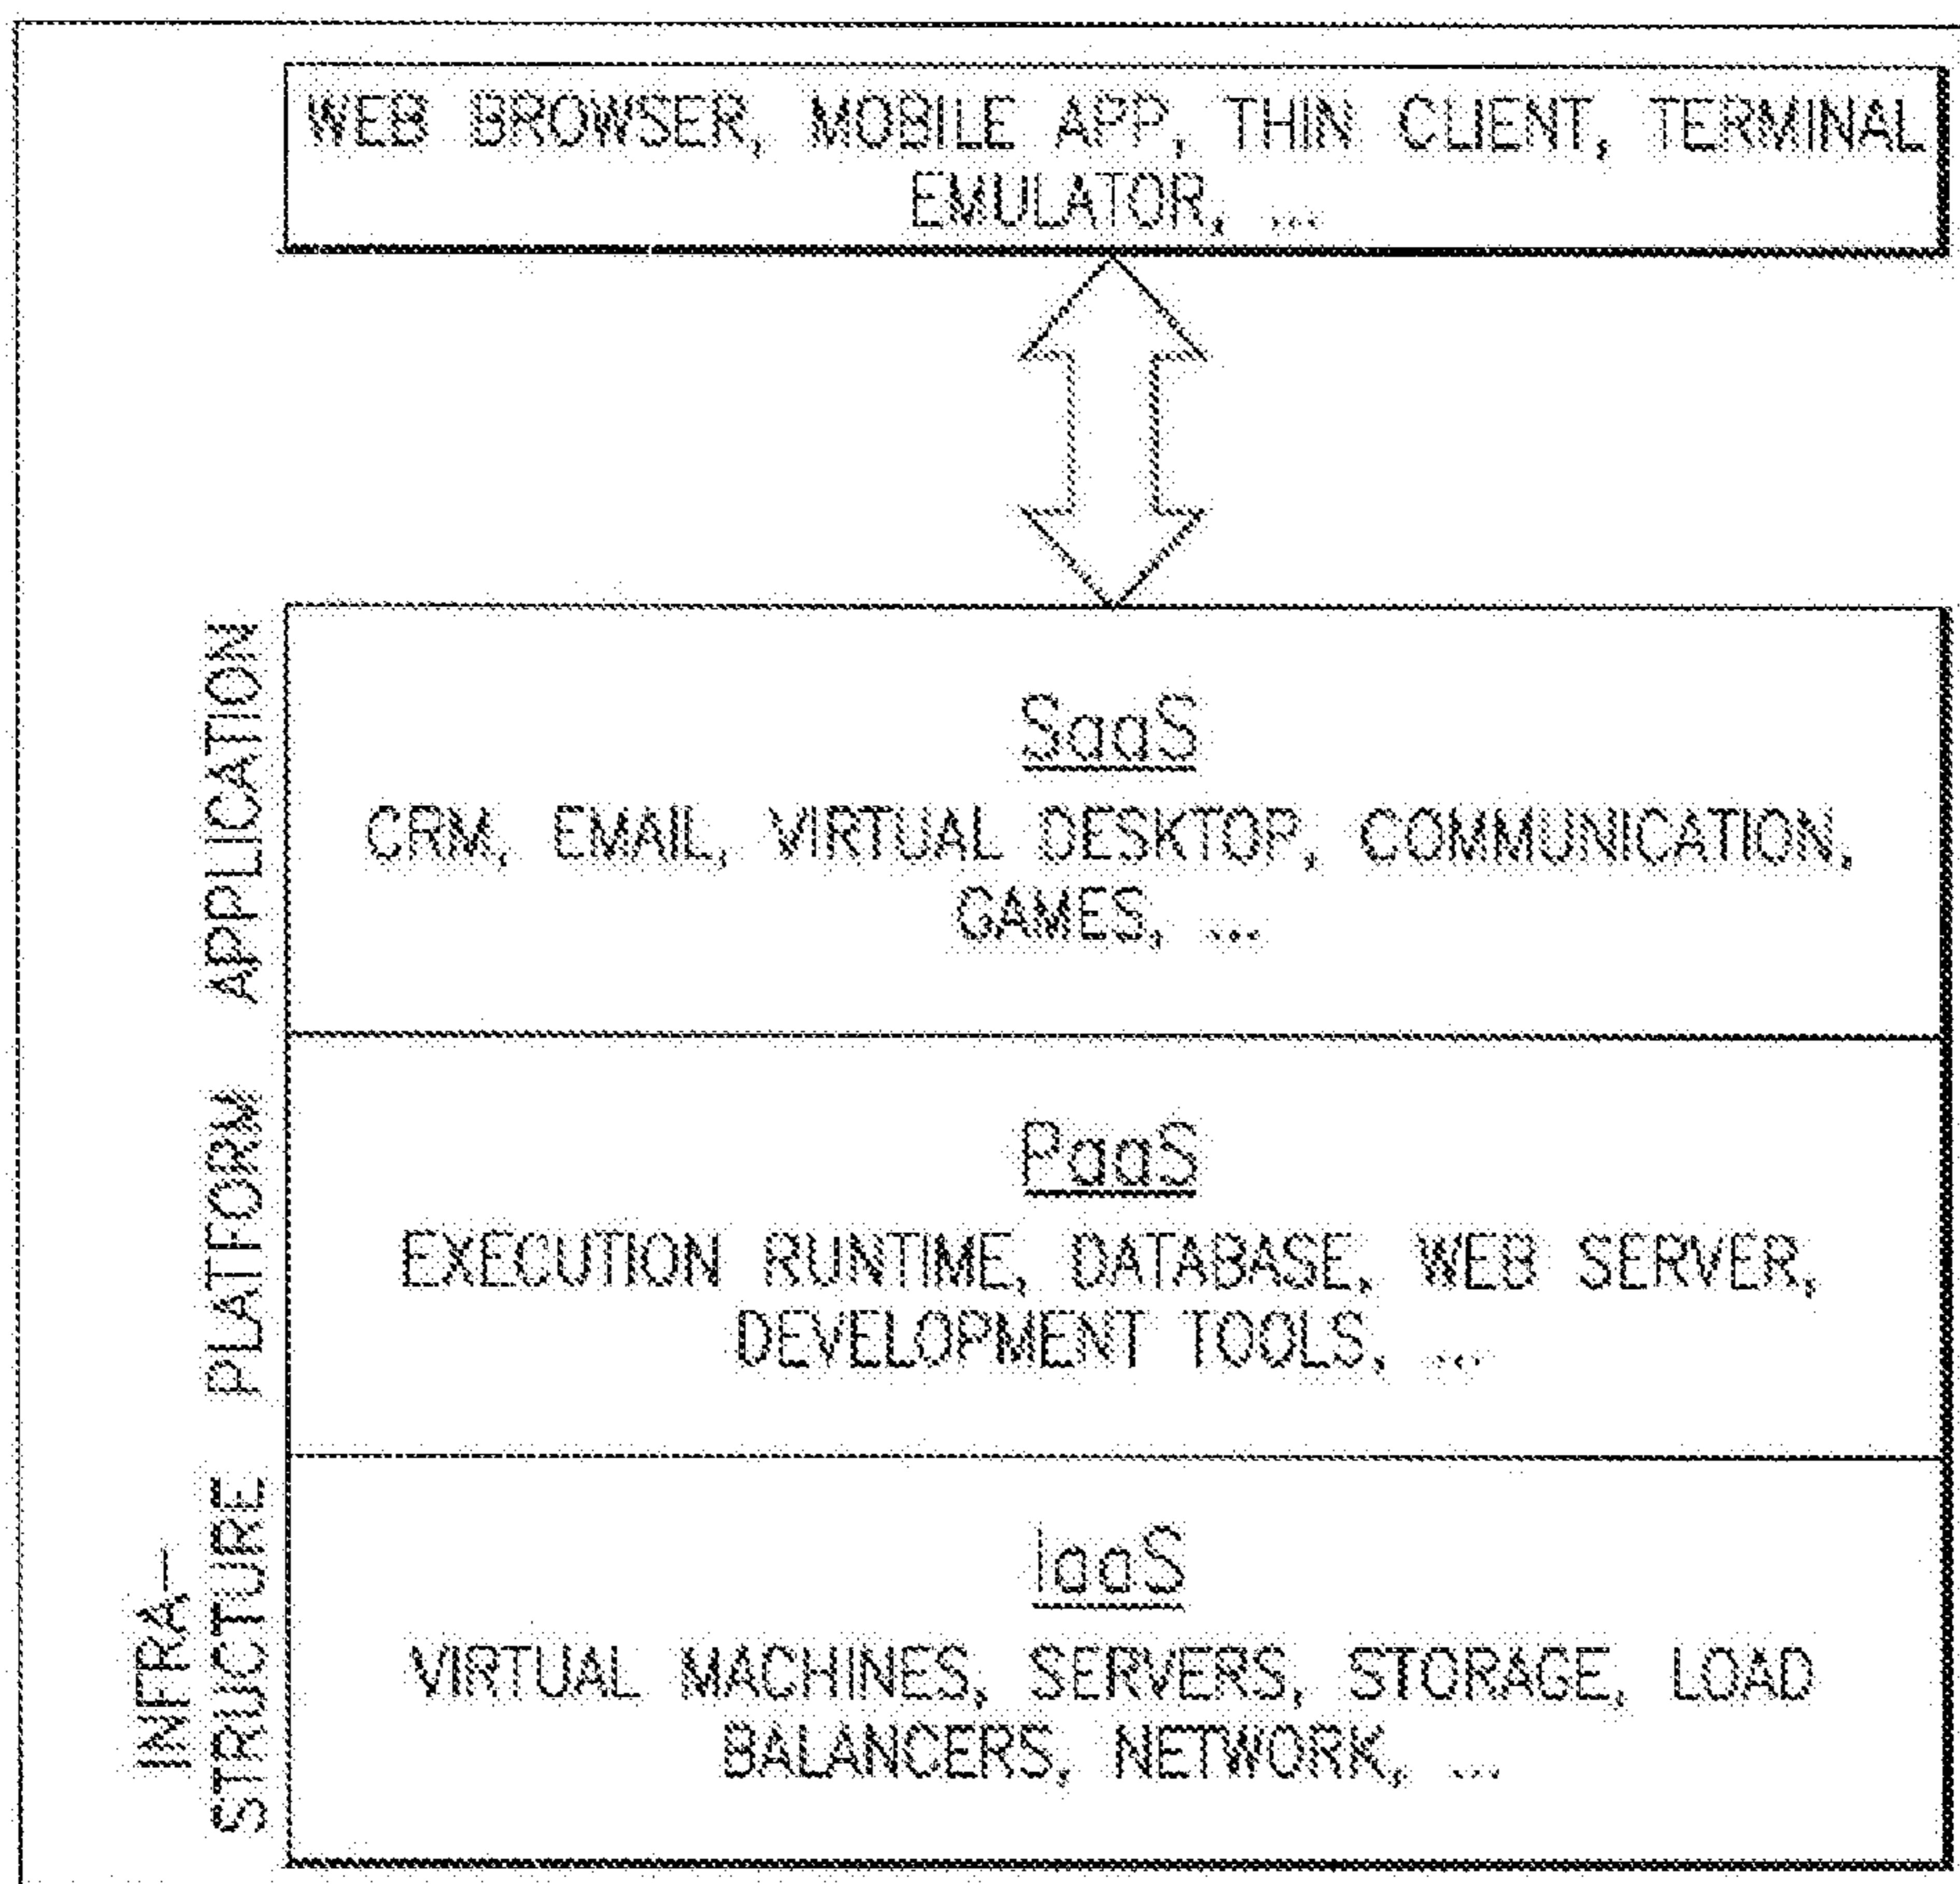 WEB BROWSER, MOBILE APP, THIN CLIENT, TERMINAL
EMULATOR, ...
APPLICATION
SaaS
CRM, EMAIL, VIRTUAL DESKTOP, COMMUNICATION,
GAMES, ...
PLATFORM
PaaS
EXECUTION RUNTIME, DATABASE, WEB SERVER,
DEVELOPMENT TOOLS, ...
INFRA-
STRUCTURE
IaaS
VIRTUAL MACHINES, SERVERS, STORAGE, LOAD
BALANCERS, NETWORK, ...